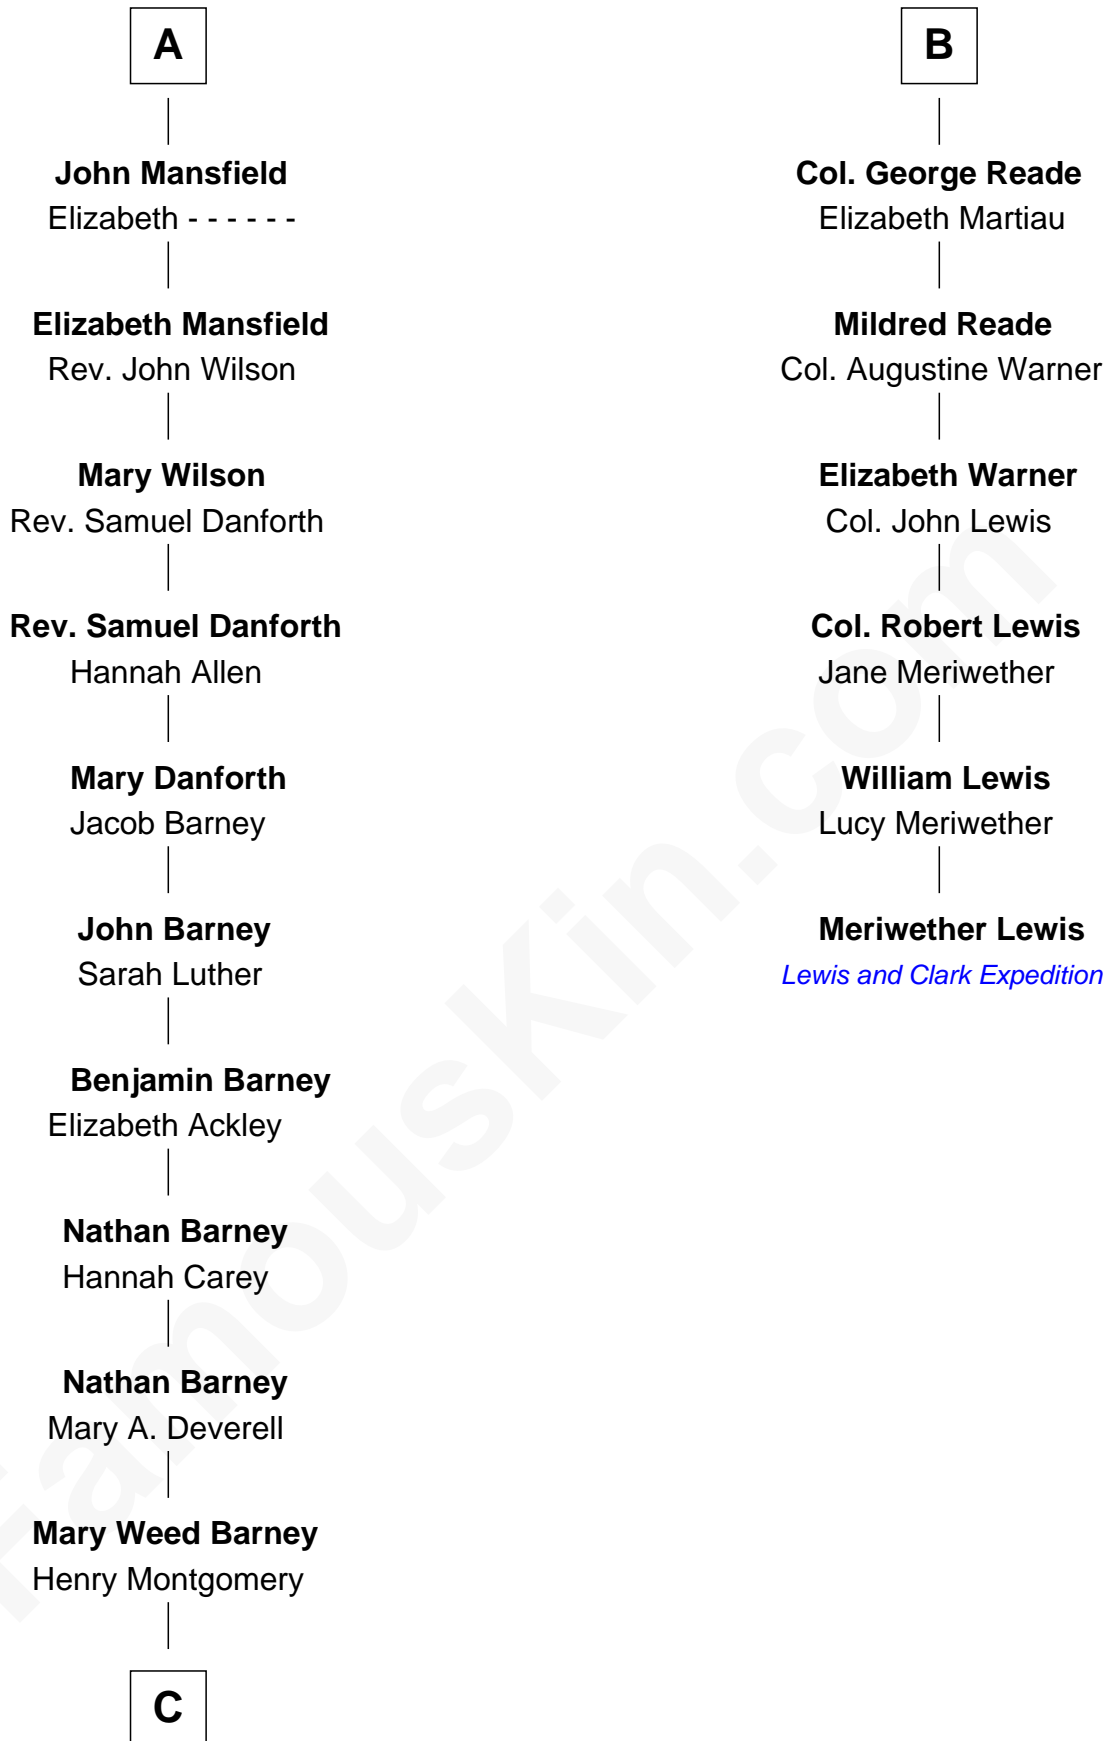 A
John Mansfield
Elizabeth - - - - - -
Elizabeth Mansfield
Rev. John Wilson
Mary Wilson
Rev. Samuel Danforth
Rev. Samuel Danforth
Hannah Allen
Mary Danforth
Jacob Barney
John Barney
Sarah Luther
Benjamin Barney
Elizabeth Ackley
Nathan Barney
Hannah Carey
Nathan Barney
Mary A. Deverell
Mary Weed Barney
Henry Montgomery
C
B
Col. George Reade
Elizabeth Martiau
Mildred Reade
Col. Augustine Warner
Elizabeth Warner
Col. John Lewis
Col. Robert Lewis
Jane Meriwether
William Lewis
Lucy Meriwether
Meriwether Lewis
Lewis and Clark Expedition
FamousKin.com